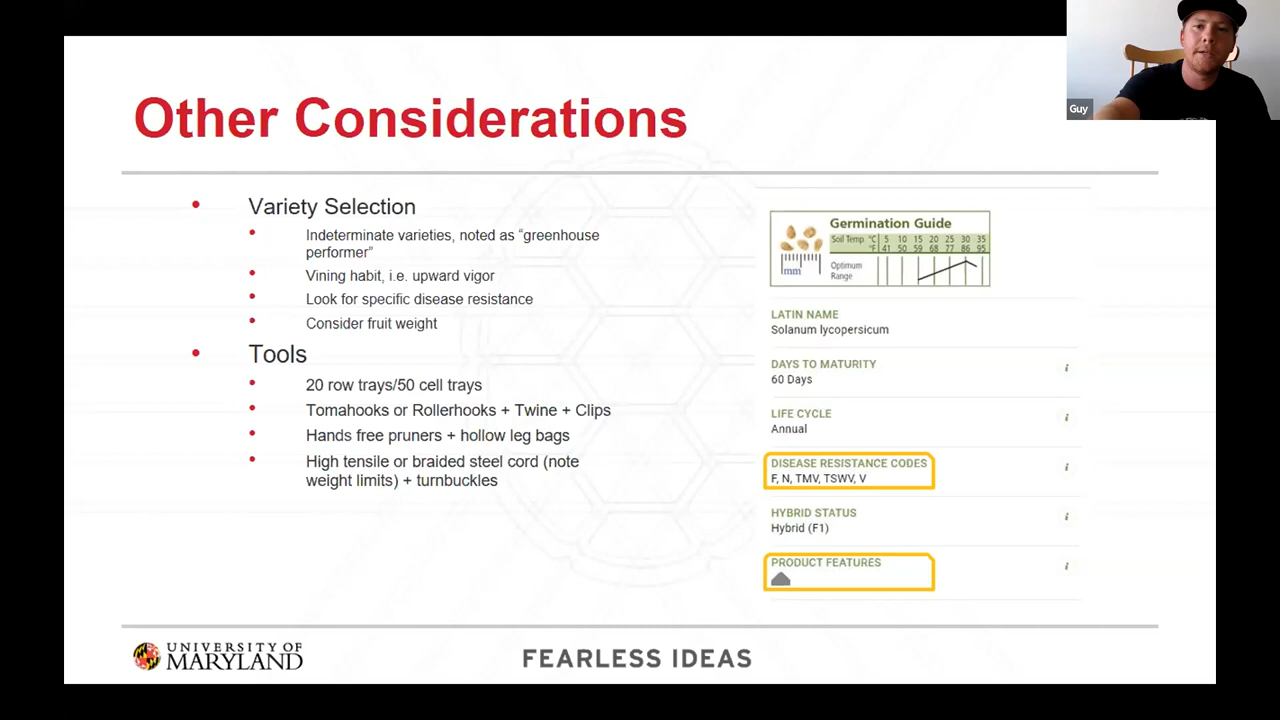 Guy
Other Considerations
• Variety Selection
• Indeterminate varieties, noted as “greenhouse
performer”
• Vining habit, i.e. upward vigor
• Look for specific disease resistance
• Consider fruit weight
• Tools
• 20 row trays/50 cell trays
• Tomahooks or Rollerhooks + Twine + Clips
• Hands free pruners + hollow leg bags
• High tensile or braided steel cord (note
weight limits) + turnbuckles
Germination Guide
Soil Temp. °C 5 10 15 20 25 30 35
°F 41 50 59 68 77 86 95
mm
Optimum
Range
LATIN NAME
Solanum lycopersicum
DAYS TO MATURITY
i
60 Days
LIFE CYCLE
i
Annual
DISEASE RESISTANCE CODES
i
F, N, TMV, TSWV, V
HYBRID STATUS
i
Hybrid (F1)
PRODUCT FEATURES
i
UNIVERSITY OF
MARYLAND
FEARLESS IDEAS